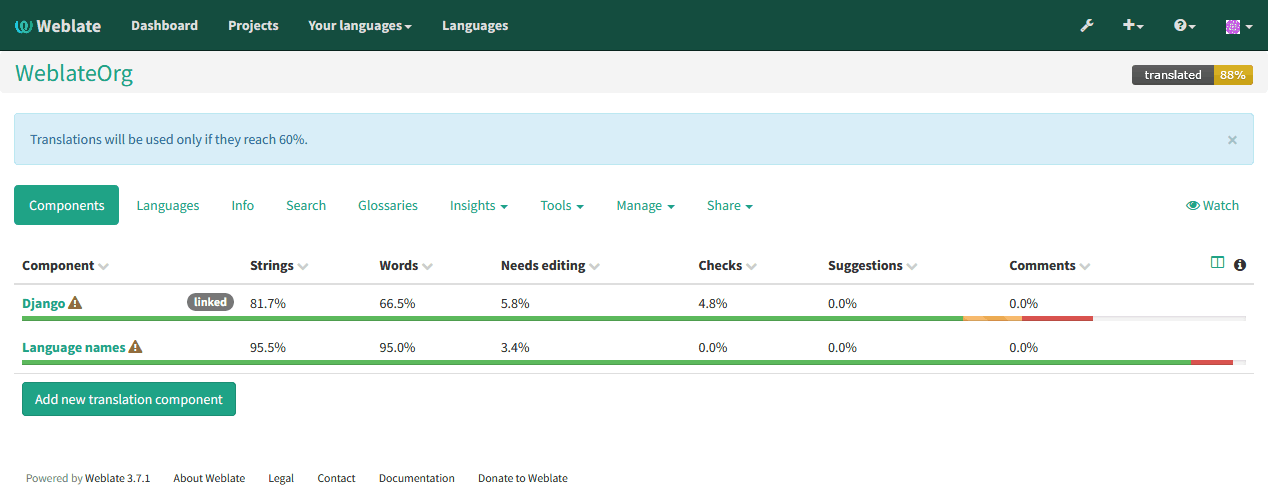 Weblate Dashboard Projects Your languages Languages
WeblateOrg translated 88%
Translations will be used only if they reach 60%. ×
Components Languages Info Search Glossaries Insights Tools Manage Share Watch
Component Strings Words Needs editing Checks Suggestions Comments
Django linked 81.7% 66.5% 5.8% 4.8% 0.0% 0.0%
Language names 95.5% 95.0% 3.4% 0.0% 0.0% 0.0%
Add new translation component
Powered by Weblate 3.7.1 About Weblate Legal Contact Documentation Donate to Weblate